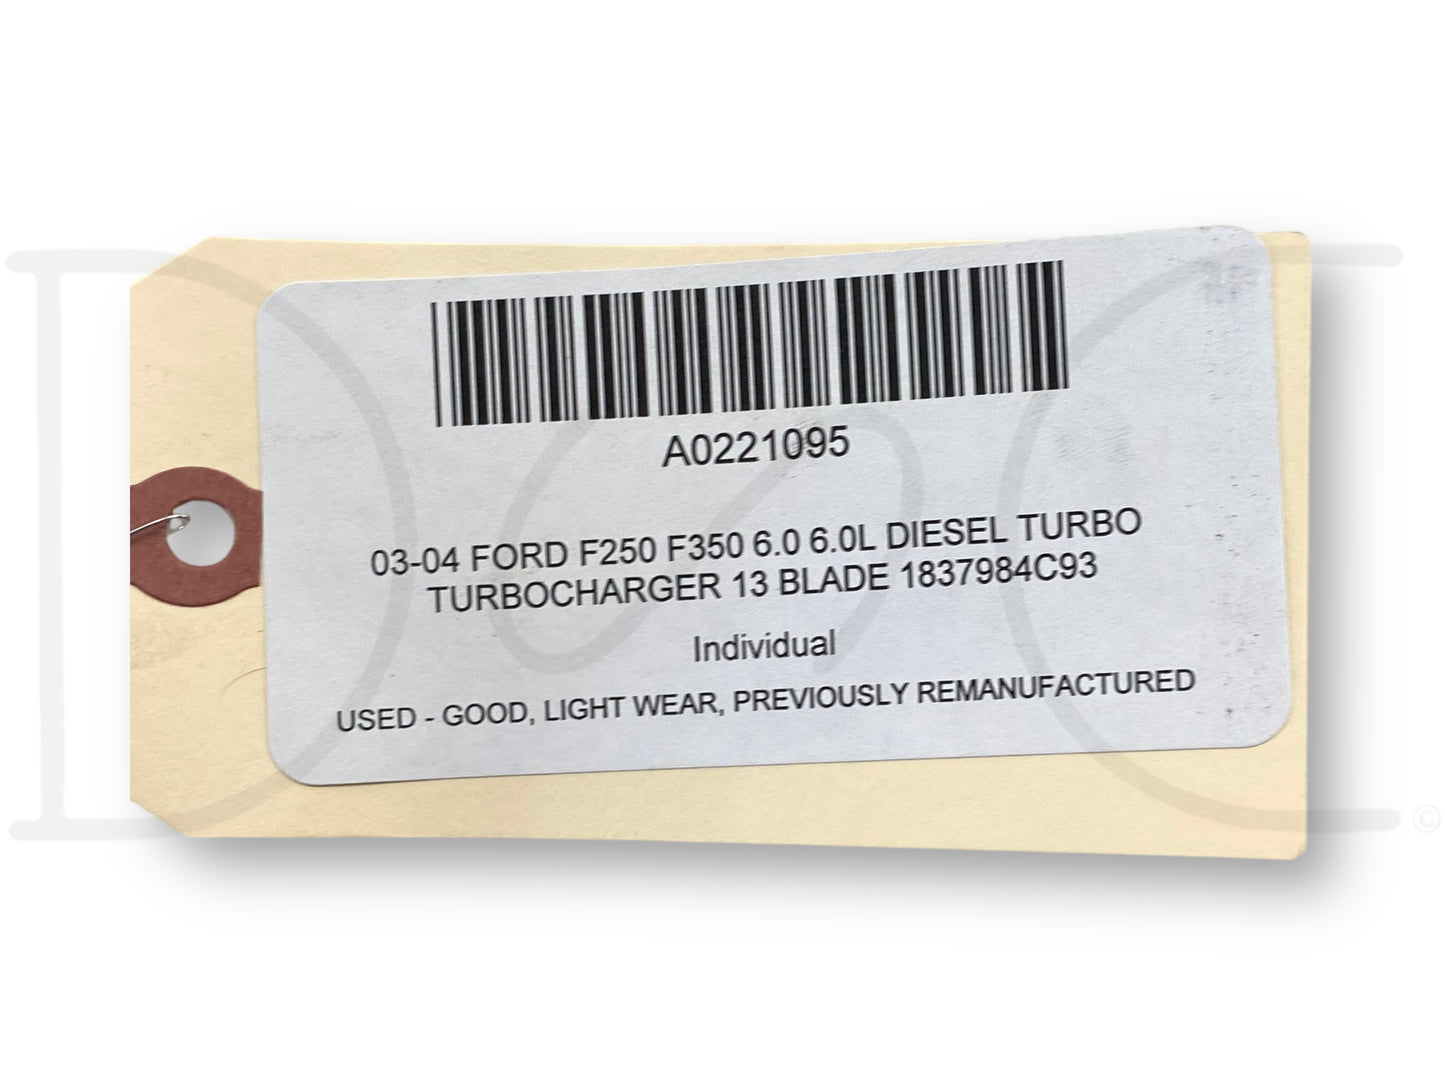 A0221095
03-04 FORD F250 F350 6.0 6.0L DIESEL TURBO
TURBOCHARGER 13 BLADE 1837984C93
Individual
USED - GOOD, LIGHT WEAR, PREVIOUSLY REMANUFACTURED
©